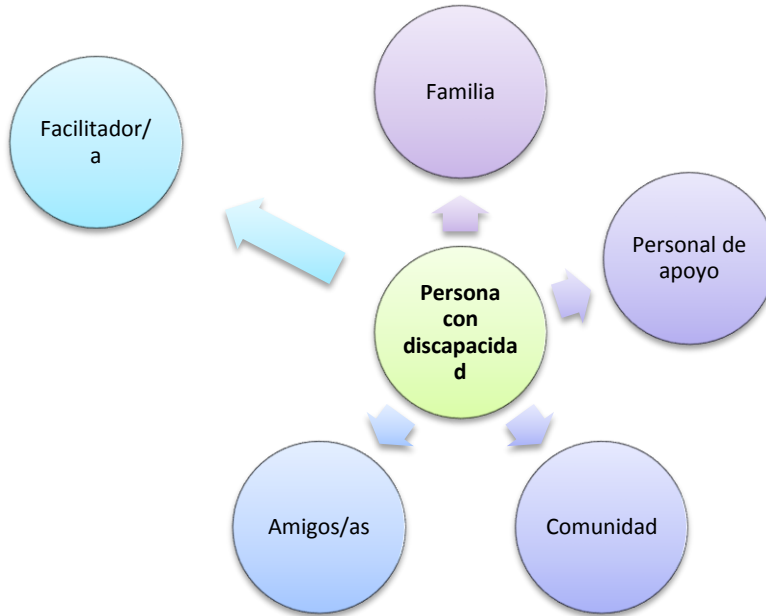 Familia
Facilitador/
a
Personal de
apoyo
Persona
con
discapacida
d
Amigos/as
Comunidad